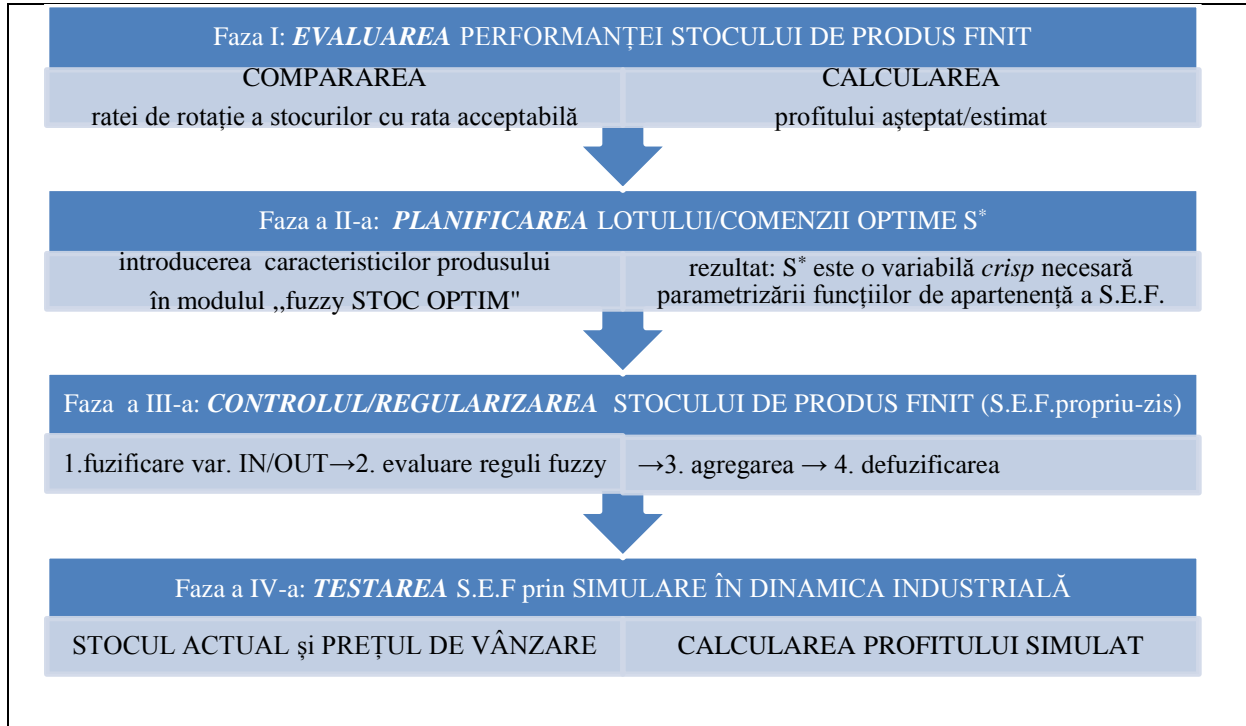 Faza I: EVALUAREA PERFORMANȚEI STOCULUI DE PRODUS FINIT
COMPARAREA
ratei de rotație a stocurilor cu rata acceptabilă
CALCULAREA
profitului așteptat/estimat
Faza a II-a: PLANIFICAREA LOTULUI/COMENZII OPTIME S*
introducerea caracteristicilor produsului
în modulul ,,fuzzy STOC OPTIM"
rezultat: S* este o variabilă crisp necesară
parametrizării funcțiilor de apartenență a S.E.F.
Faza a III-a: CONTROLUL/REGULARIZAREA STOCULUI DE PRODUS FINIT (S.E.F.propriu-zis)
1.fuzificare var. IN/OUT→2. evaluare reguli fuzzy
→3. agregarea → 4. defuzificarea
Faza a IV-a: TESTAREA S.E.F prin SIMULARE ÎN DINAMICA INDUSTRIALĂ
STOCUL ACTUAL și PREȚUL DE VÂNZARE
CALCULAREA PROFITULUI SIMULAT